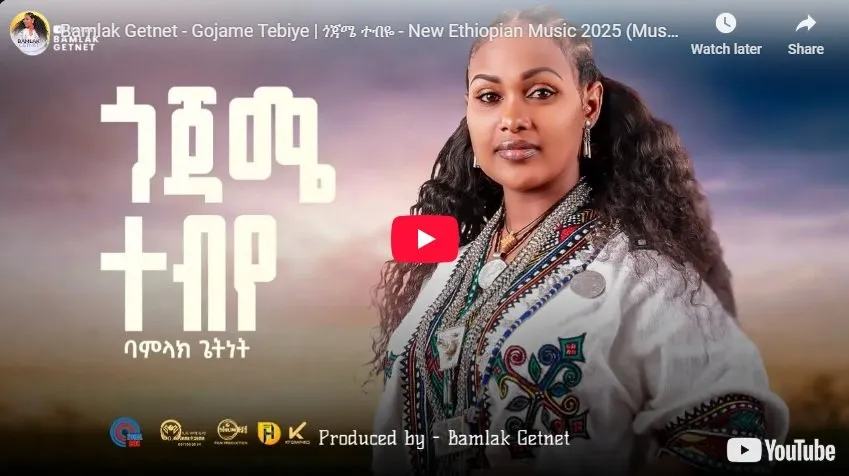 Bamlak Getnet - Gojame Tebiye | ጎጃሜ ተብዬ - New Ethiopian Music 2025 (Mus...
BAMLAK
GETNET
Watch later
Share
ጎጃሜ
ተብየ
ባምላክ ጌትነት
Produced by - Bamlak Getnet
YouTube